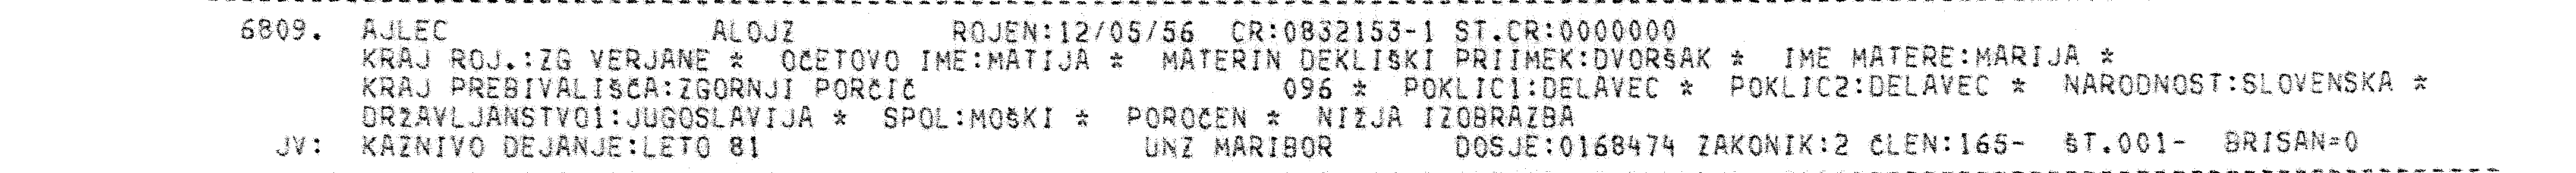 6809. AJLEC ALOJZ ROJEN:12/05/56 CR:0832153-1 ST.CR:0000000
KRAJ ROJ.:ZG VERJANE * OČETOVO IME:MATIJA * MATERIN DEKLIŠKI PRIIMEK:DVORŠAK * IME MATERE:MARIJA *
KRAJ PREBIVALIŠČA:ZGORNJI PORČIČ 096 * POKLIC1:DELAVEC * POKLIC2:DELAVEC * NARODNOST:SLOVENSKA *
DRŽAVLJANSTVO1:JUGOSLAVIJA * SPOL:MOŠKI * POROČEN * NIŽJA IZOBRAZBA
JV: KAZNIVO DEJANJE:LETO 81 UNZ MARIBOR DOSJE:0168474 ZAKONIK:2 ČLEN:165- ŠT.001- BRISAN=0